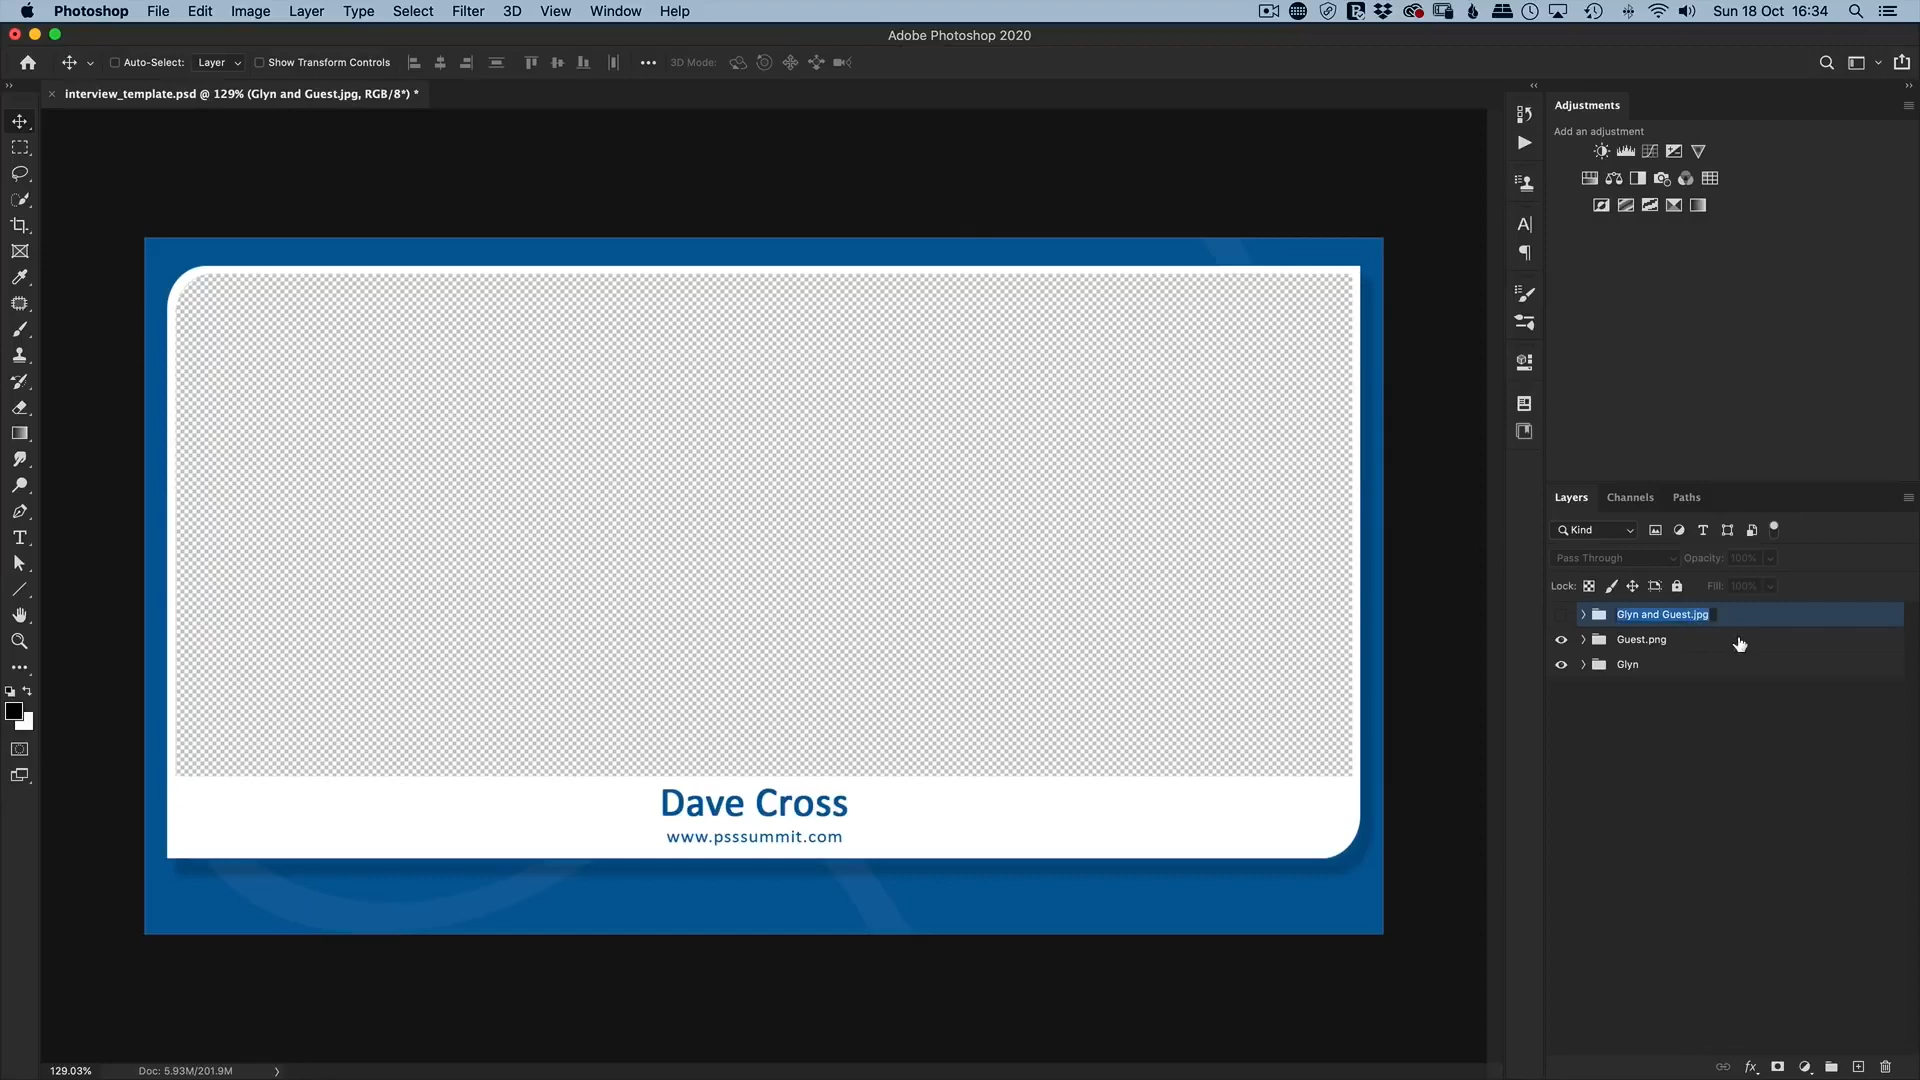 Photoshop File Edit Image Layer Type Select Filter 3D View Window Help Sun 18 Oct 16:34
Adobe Photoshop 2020
Auto-Select: Layer Show Transform Controls 3D Mode:
interview_template.psd @ 129% (Glyn and Guest.jpg, RGB/8*) *
Adjustments
Add an adjustment
Layers Channels Paths
Kind
Pass Through Opacity: 100%
Lock: Fill: 100%
Glyn and Guest.jpg
Guest.png
Glyn
Dave Cross
www.psssummit.com
129.03% Doc: 5.93M/201.9M